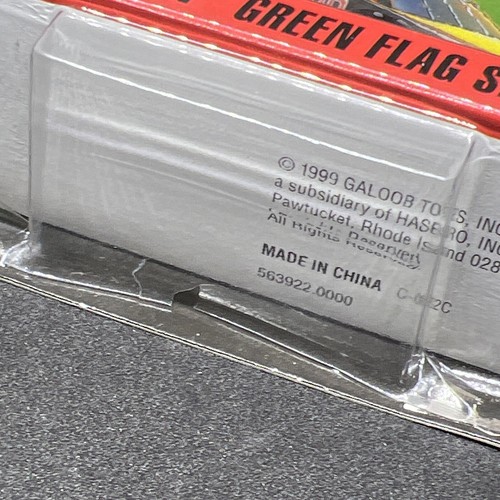 GREEN FLAG S
© 1999 GALOOB TOYS, INC
a subsidiary of HASBRO, INC
Pawtucket, Rhode Island 028
All Rights Reserved
MADE IN CHINA
563922.0000